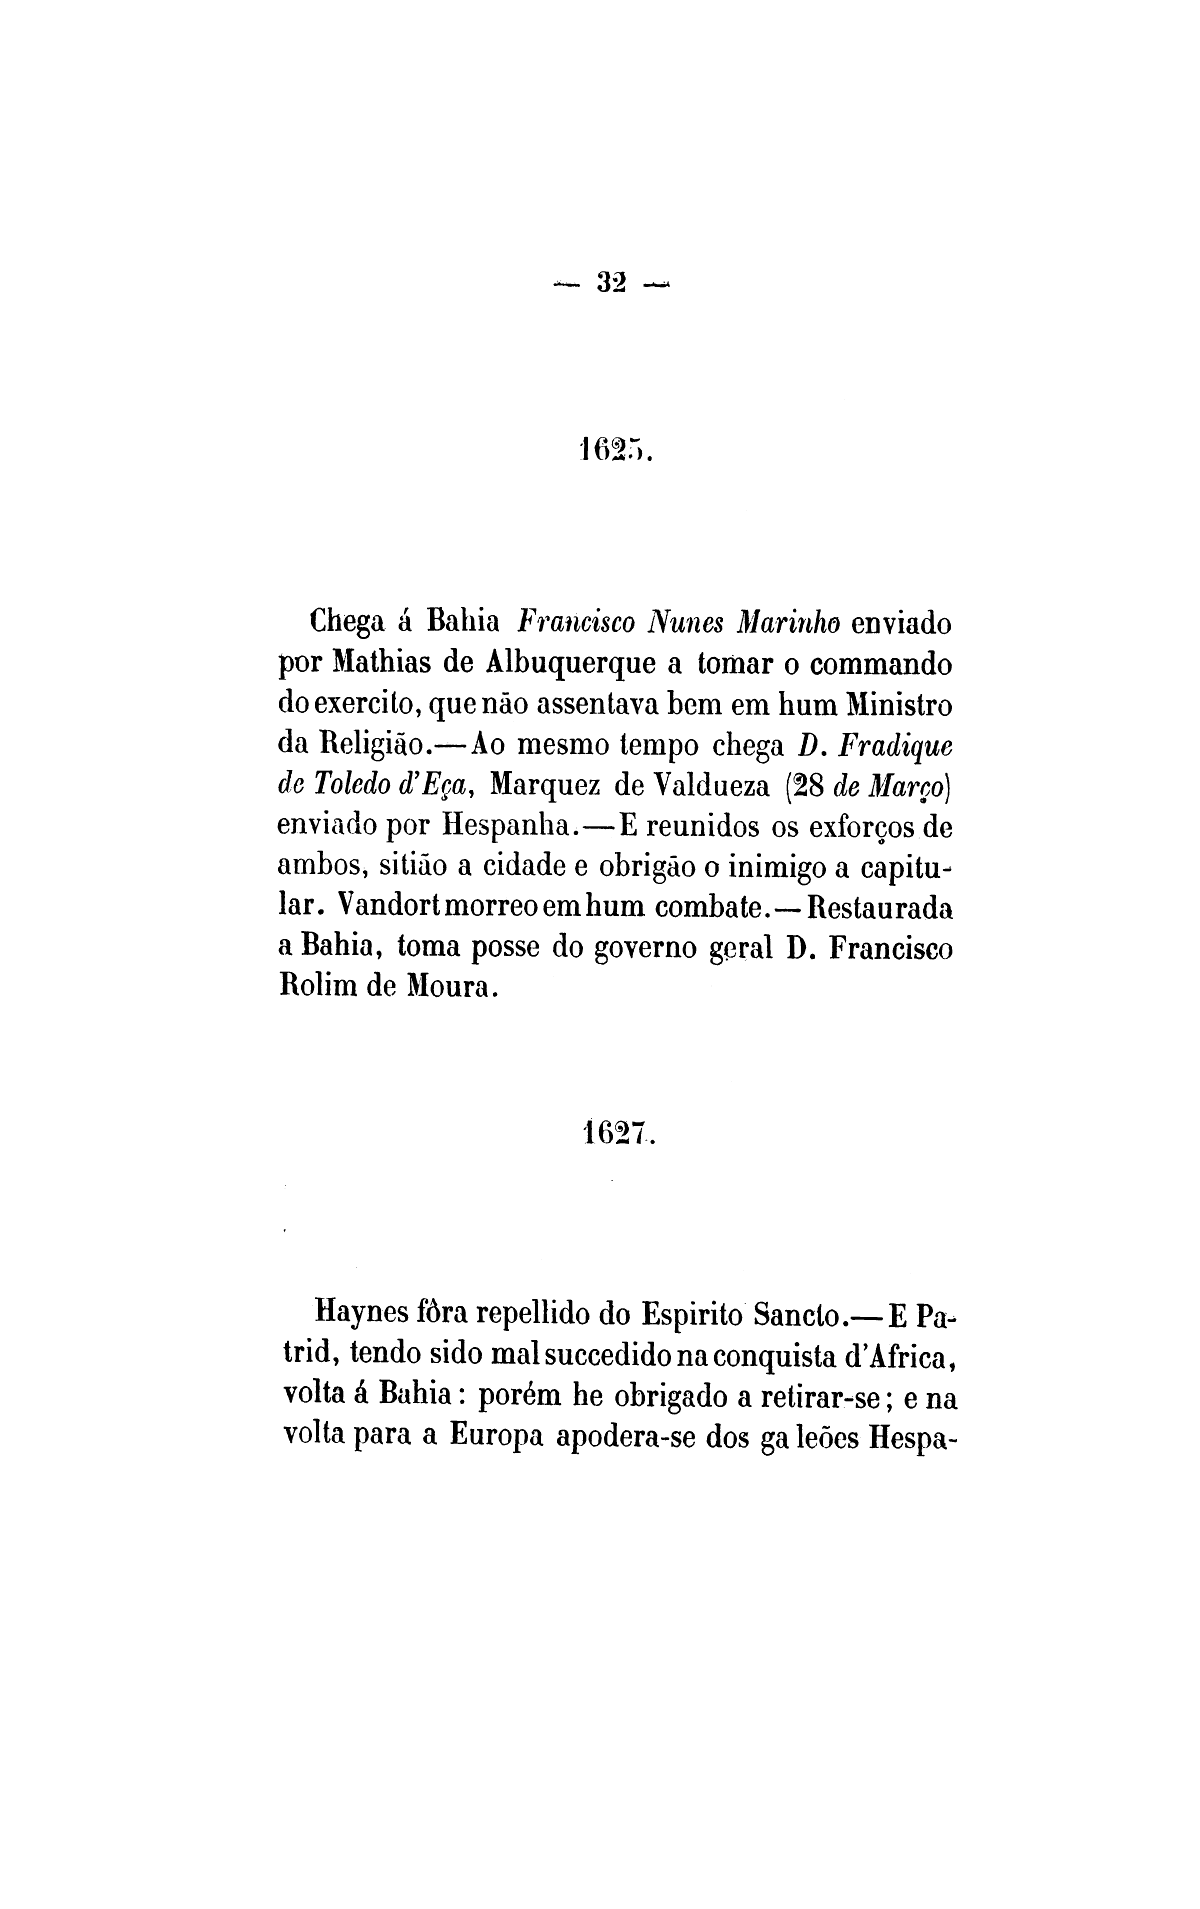 — 32 —
1625.
Chega á Bahia Francisco Nunes Marinho enviado
por Mathias de Albuquerque a tomar o commando
do exercito, que não assentava bem em hum Ministro
da Religião.—Ao mesmo tempo chega D. Fradique
de Toledo d'Eça, Marquez de Valdueza (28 de Março)
enviado por Hespanha.—E reunidos os exforços de
ambos, sitião a cidade e obrigão o inimigo a capitu-
lar. Vandort morreo em hum combate.—Restaurada
a Bahia, toma posse do governo geral D. Francisco
Rolim de Moura.
1627.
Haynes fôra repellido do Espirito Sancto.—E Pa-
trid, tendo sido mal succedido na conquista d'Africa,
volta á Bahia: porém he obrigado a retirar-se; e na
volta para a Europa apodera-se dos galeões Hespa-